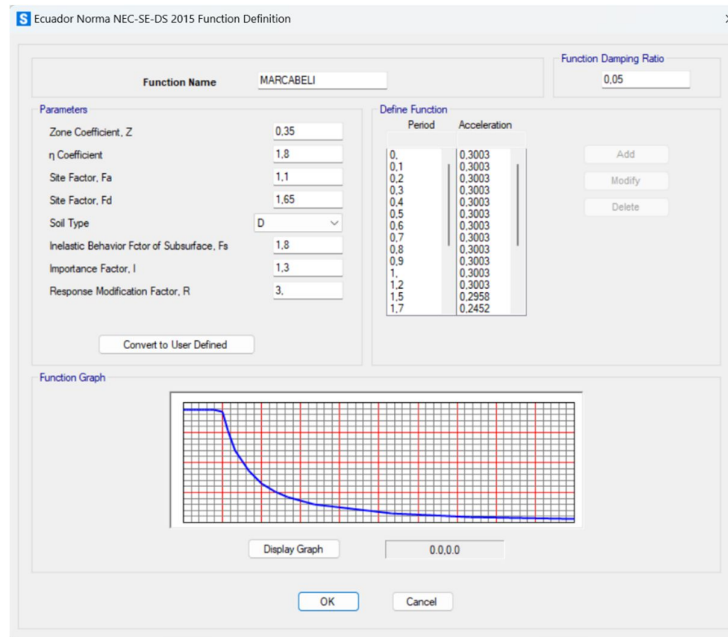 S Ecuador Norma NEC-SE-DS 2015 Function Definition
Function Damping Ratio
Function Name MARCABELI 0,05
Parameters
Zone Coefficient, Z 0,35
η Coefficient 1,8
Site Factor, Fa 1,1
Site Factor, Fd 1,65
Soil Type D
Inelastic Behavior Fctor of Subsurface, Fs 1,8
Importance Factor, I 1,3
Response Modification Factor, R 3,
Convert to User Defined
Define Function
Period Acceleration
0, 0,3003
0,1 0,3003
0,2 0,3003
0,3 0,3003
0,4 0,3003
0,5 0,3003
0,6 0,3003
0,7 0,3003
0,8 0,3003
0,9 0,3003
1, 0,3003
1,2 0,3003
1,5 0,2958
1,7 0,2452
Add
Modify
Delete
Function Graph
Display Graph 0.0,0.0
OK Cancel